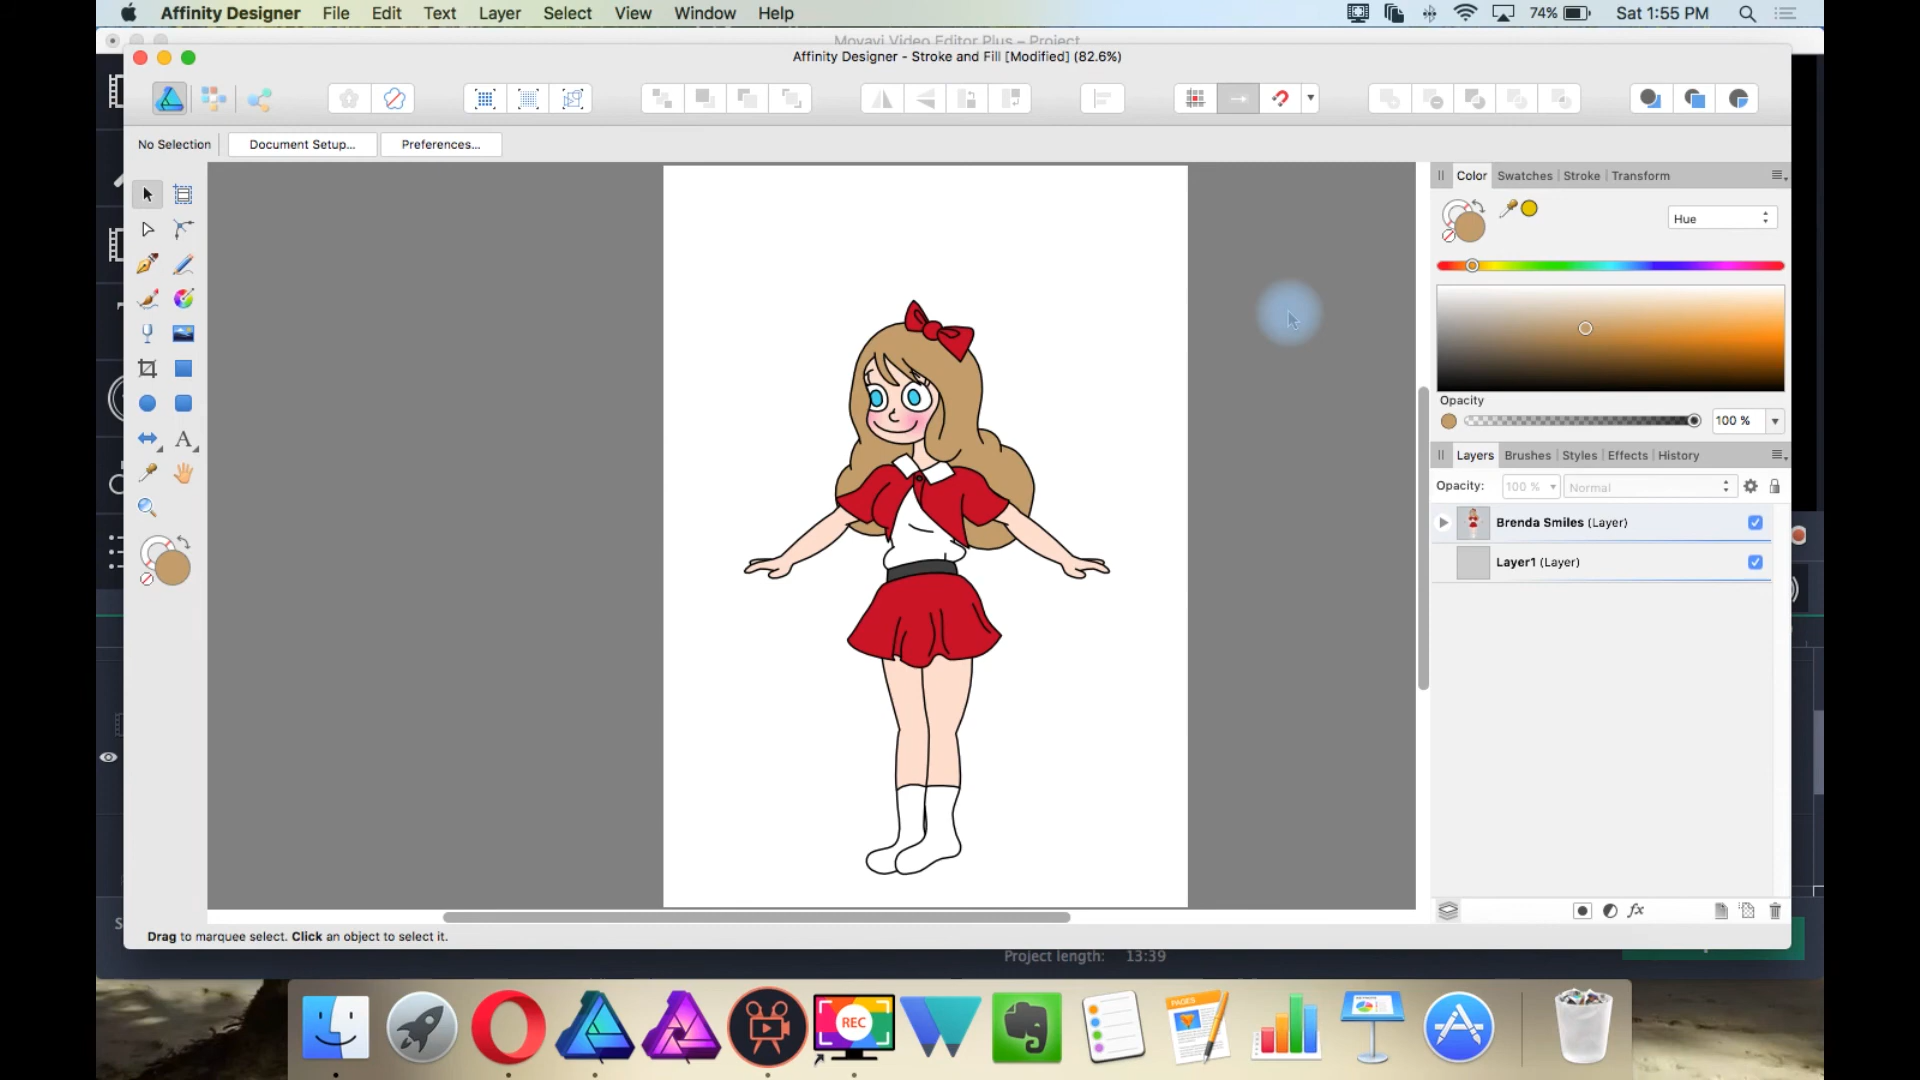 Affinity Designer File Edit Text Layer Select View Window Help 74% Sat 1:55 PM
Movavi Video Editor Plus – Project
Affinity Designer - Stroke and Fill [Modified] (82.6%)
No Selection Document Setup... Preferences...
Color Swatches Stroke Transform
Hue
Opacity
100 %
Layers Brushes Styles Effects History
Opacity: 100 % Normal
Brenda Smiles (Layer)
Layer1 (Layer)
A
fx
Drag to marquee select. Click an object to select it.
Project length: 13:39
REC
PAGES